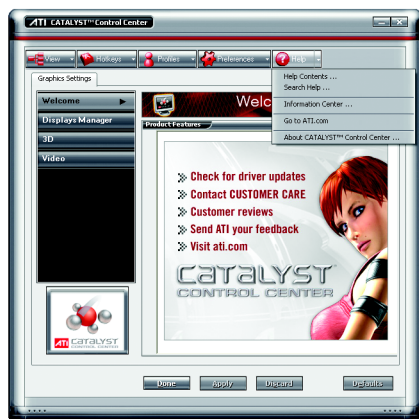 ATI CATALYST™ Control Center
View Hotkeys Profiles Preferences Help
Help Contents ...
Search Help ...
Information Center ...
Go to ATI.com
About CATALYST™ Control Center ...
Graphics Settings
Welcome
Displays Manager
3D
Video
Welc
Product Features
Check for driver updates
Contact CUSTOMER CARE
Customer reviews
Send ATI your feedback
Visit ati.com
CATALYST
CONTROL CENTER
ATI CATALYST
CONTROL CENTER
Done Apply Discard Defaults